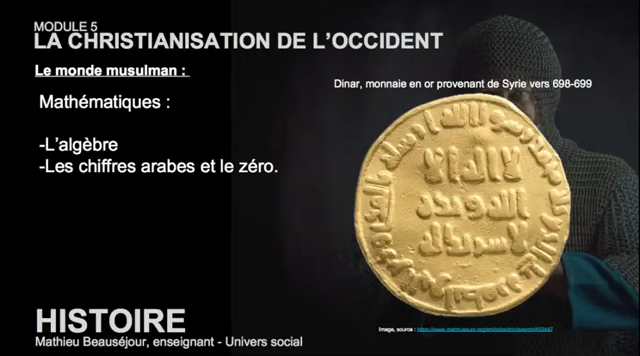 MODULE 5
LA CHRISTIANISATION DE L'OCCIDENT
Le monde musulman :
Dinar, monnaie en or provenant de Syrie vers 698-699
Mathématiques :
-L'algèbre
-Les chiffres arabes et le zéro.
لا اله الا
الله وحده
لا شريك له
HISTOIRE
Mathieu Beauséjour, enseignant - Univers social
Image, source :